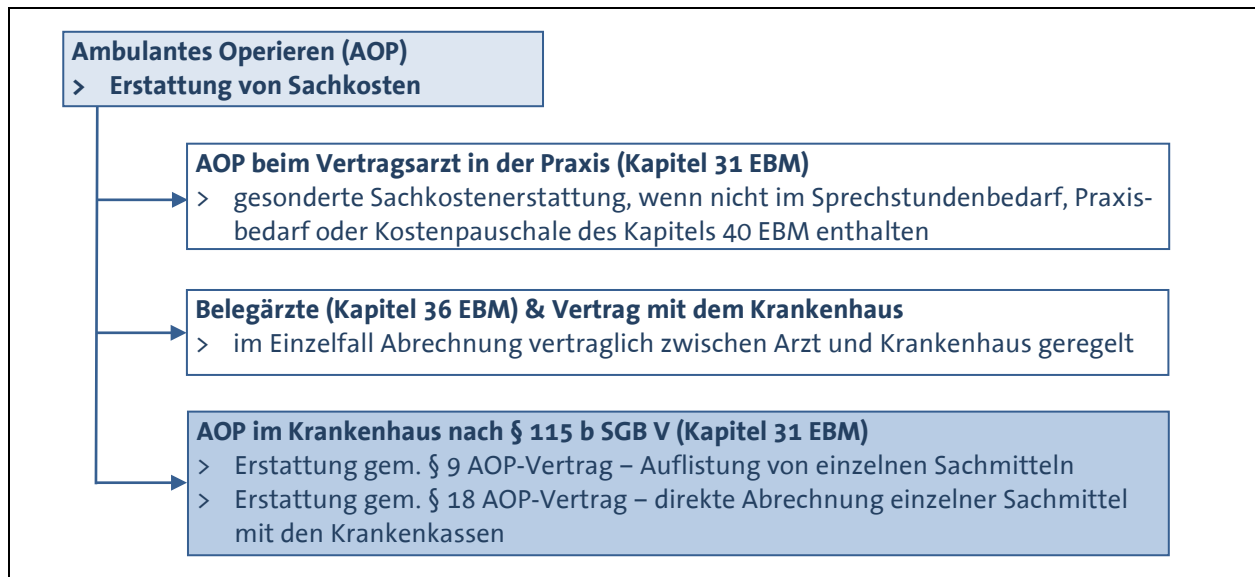 Ambulantes Operieren (AOP)
> Erstattung von Sachkosten
AOP beim Vertragsarzt in der Praxis (Kapitel 31 EBM)
> gesonderte Sachkostenerstattung, wenn nicht im Sprechstundenbedarf, Praxis-
bedarf oder Kostenpauschale des Kapitels 40 EBM enthalten
Belegärzte (Kapitel 36 EBM) & Vertrag mit dem Krankenhaus
> im Einzelfall Abrechnung vertraglich zwischen Arzt und Krankenhaus geregelt
AOP im Krankenhaus nach § 115 b SGB V (Kapitel 31 EBM)
> Erstattung gem. § 9 AOP-Vertrag – Auflistung von einzelnen Sachmitteln
> Erstattung gem. § 18 AOP-Vertrag – direkte Abrechnung einzelner Sachmittel
mit den Krankenkassen